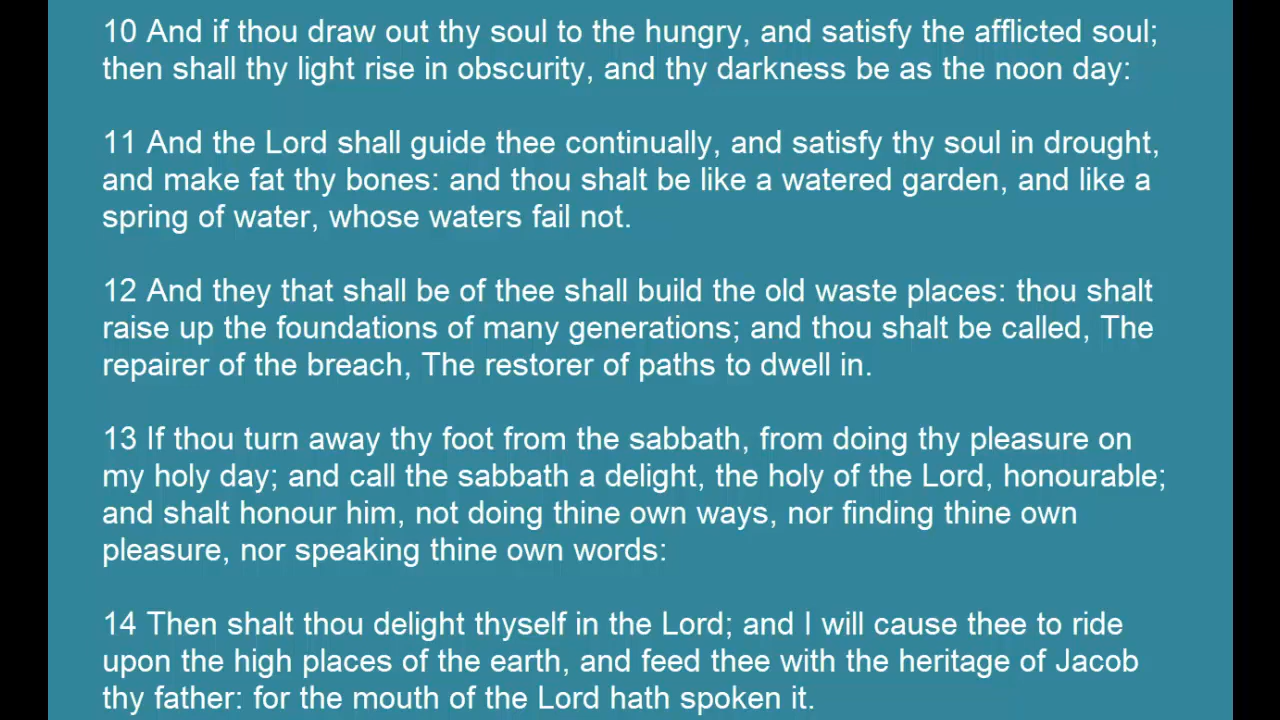 10 And if thou draw out thy soul to the hungry, and satisfy the afflicted soul;
then shall thy light rise in obscurity, and thy darkness be as the noon day:
11 And the Lord shall guide thee continually, and satisfy thy soul in drought,
and make fat thy bones: and thou shalt be like a watered garden, and like a
spring of water, whose waters fail not.
12 And they that shall be of thee shall build the old waste places: thou shalt
raise up the foundations of many generations; and thou shalt be called, The
repairer of the breach, The restorer of paths to dwell in.
13 If thou turn away thy foot from the sabbath, from doing thy pleasure on
my holy day; and call the sabbath a delight, the holy of the Lord, honourable;
and shalt honour him, not doing thine own ways, nor finding thine own
pleasure, nor speaking thine own words:
14 Then shalt thou delight thyself in the Lord; and I will cause thee to ride
upon the high places of the earth, and feed thee with the heritage of Jacob
thy father: for the mouth of the Lord hath spoken it.